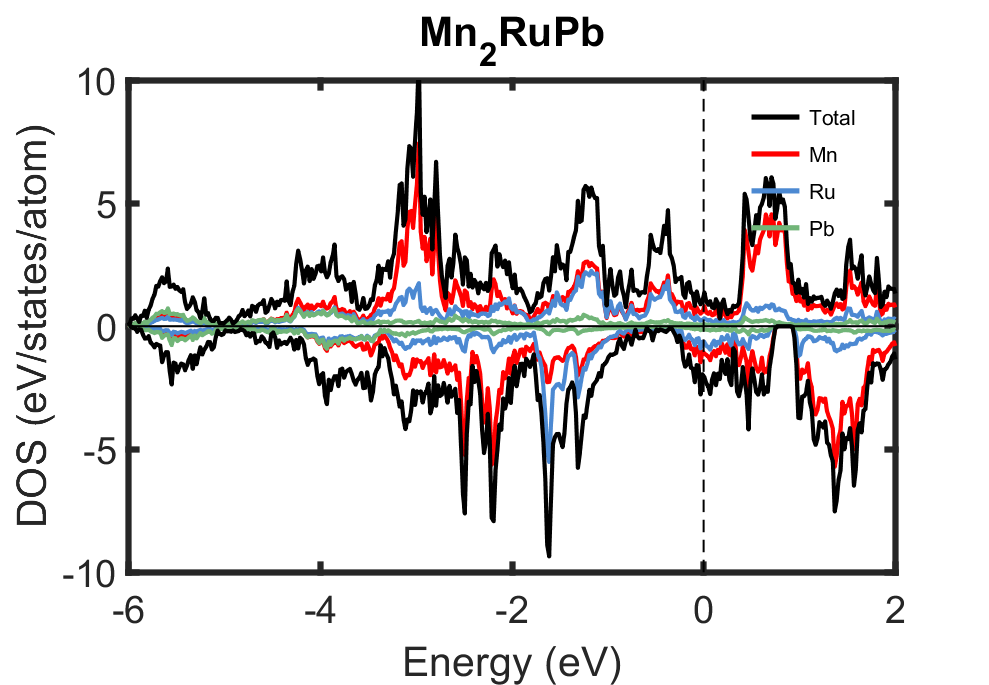 Mn₂RuPb
10
5
0
-5
-10
DOS (eV/states/atom)
Total
Mn
Ru
Pb
-6 -4 -2 0 2
Energy (eV)